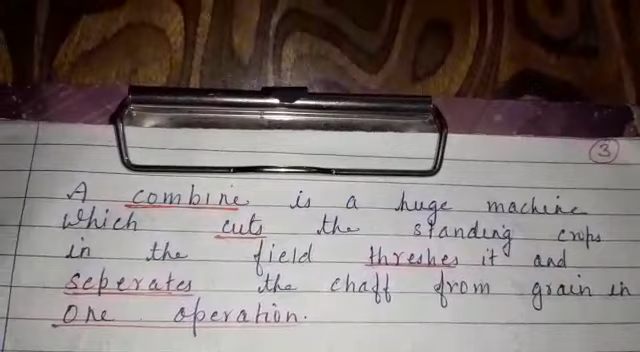 3
A combine is a huge machine
which cuts the standing crops
in the field threshes it and
seperates the chaff from grain in
one operation.